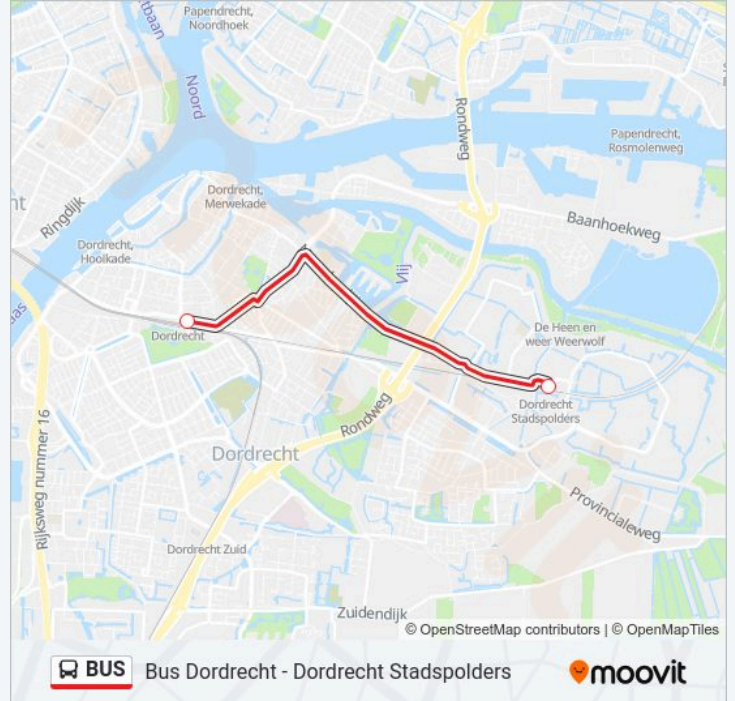 Papendrecht,
Noordhoek
Noord
Rondweg
Papendrecht,
Rosmolenweg
Dordrecht,
Merwekade
Ringdijk
Baanhoekweg
Dordrecht,
Hooikade
Vlij
De Heen en
weer Weerwolf
Dordrecht
Dordrecht
Stadspolders
Rondweg
Rijksweg nummer 16
Dordrecht
Provincialeweg
Dordrecht Zuid
Zuidendijk
© OpenStreetMap contributors | © OpenMapTiles
BUS
Bus Dordrecht - Dordrecht Stadspolders
moovit